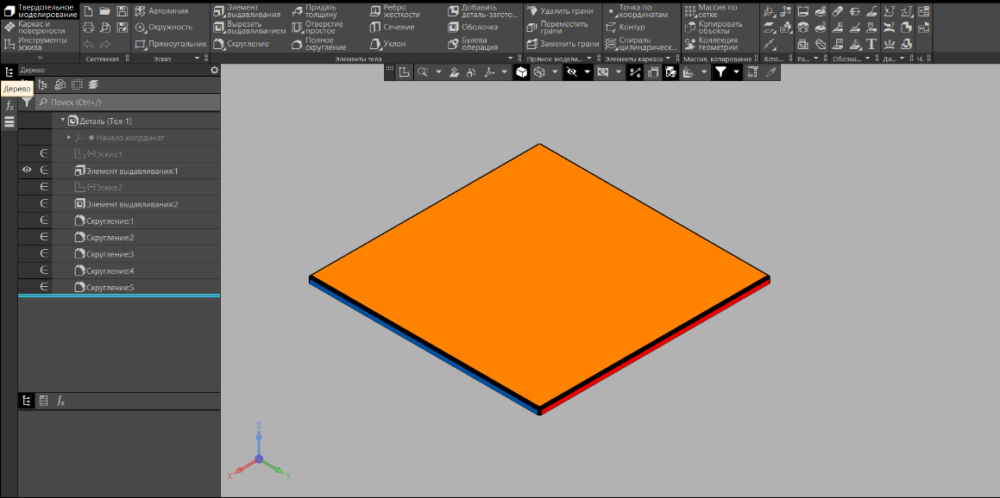 Твердотельное моделирование
Каркас и поверхности
Инструменты эскиза
Системная
Автолиния
Окружность
Прямоугольник
Эскиз
Элемент выдавливания
Вырезать выдавливанием
Скругление
Придать толщину
Отверстие простое
Полное скругление
Ребро жесткости
Сечение
Уклон
Добавить деталь-загото...
Оболочка
Булева операция
Элементы тела
Удалить грани
Переместить грани
Заменить грани
Прямое модели...
Точка по координатам
Контур
Спираль цилиндрическ...
Элементы каркаса
Массив по сетке
Копировать объекты
Коллекция геометрии
Массив, копирование
Вспо...
Ра...
Обозна...
Ди...
Ч...
Дерево
Дерево
Поиск (Ctrl+/)
Деталь (Тел-1)
Начало координат
(-)Эскиз:1
Элемент выдавливания:1
(-)Эскиз:2
Элемент выдавливания:2
Скругление:1
Скругление:2
Скругление:3
Скругление:4
Скругление:5
Z
X
Y